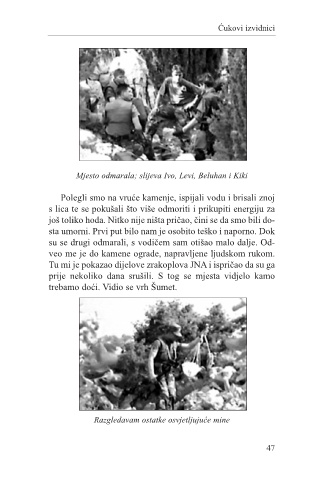 Ćukovi izvidnici
Mjesto odmarala; slijeva Ivo, Levi, Beluhan i Kiki
Polegli smo na vruće kamenje, ispijali vodu i brisali znoj
s lica te se pokušali što više odmoriti i prikupiti energiju za
još toliko hoda. Nitko nije ništa pričao, čini se da smo bili do-
sta umorni. Prvi put bilo nam je osobito teško i naporno. Dok
su se drugi odmarali, s vodičem sam otišao malo dalje. Od-
veo me je do kamene ograde, napravljene ljudskom rukom.
Tu mi je pokazao dijelove zrakoplova JNA i ispričao da su ga
prije nekoliko dana srušili. S tog se mjesta vidjelo kamo
trebamo doći. Vidio se vrh Šumet.
Razgledavam ostatke osvjetljujuće mine
47